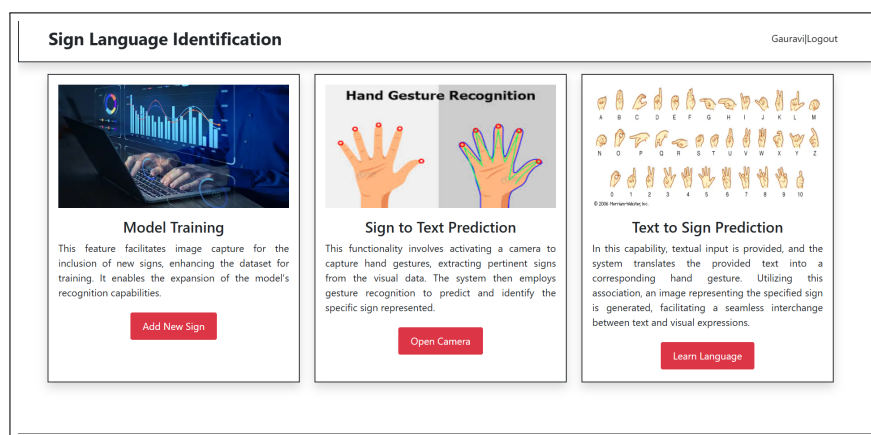 Sign Language Identification
Gauravi|Logout
Hand Gesture Recognition
A B C D E F G H I J K L M
N O P Q R S T U V W X Y Z
0 1 2 3 4 5 6 7 8 9 10
© 2006 Merriam-Webster, Inc.
Model Training
This feature facilitates image capture for the
inclusion of new signs, enhancing the dataset for
training. It enables the expansion of the model's
recognition capabilities.
Add New Sign
Sign to Text Prediction
This functionality involves activating a camera to
capture hand gestures, extracting pertinent signs
from the visual data. The system then employs
gesture recognition to predict and identify the
specific sign represented.
Open Camera
Text to Sign Prediction
In this capability, textual input is provided, and the
system translates the provided text into a
corresponding hand gesture. Utilizing this
association, an image representing the specified sign
is generated, facilitating a seamless interchange
between text and visual expressions.
Learn Language